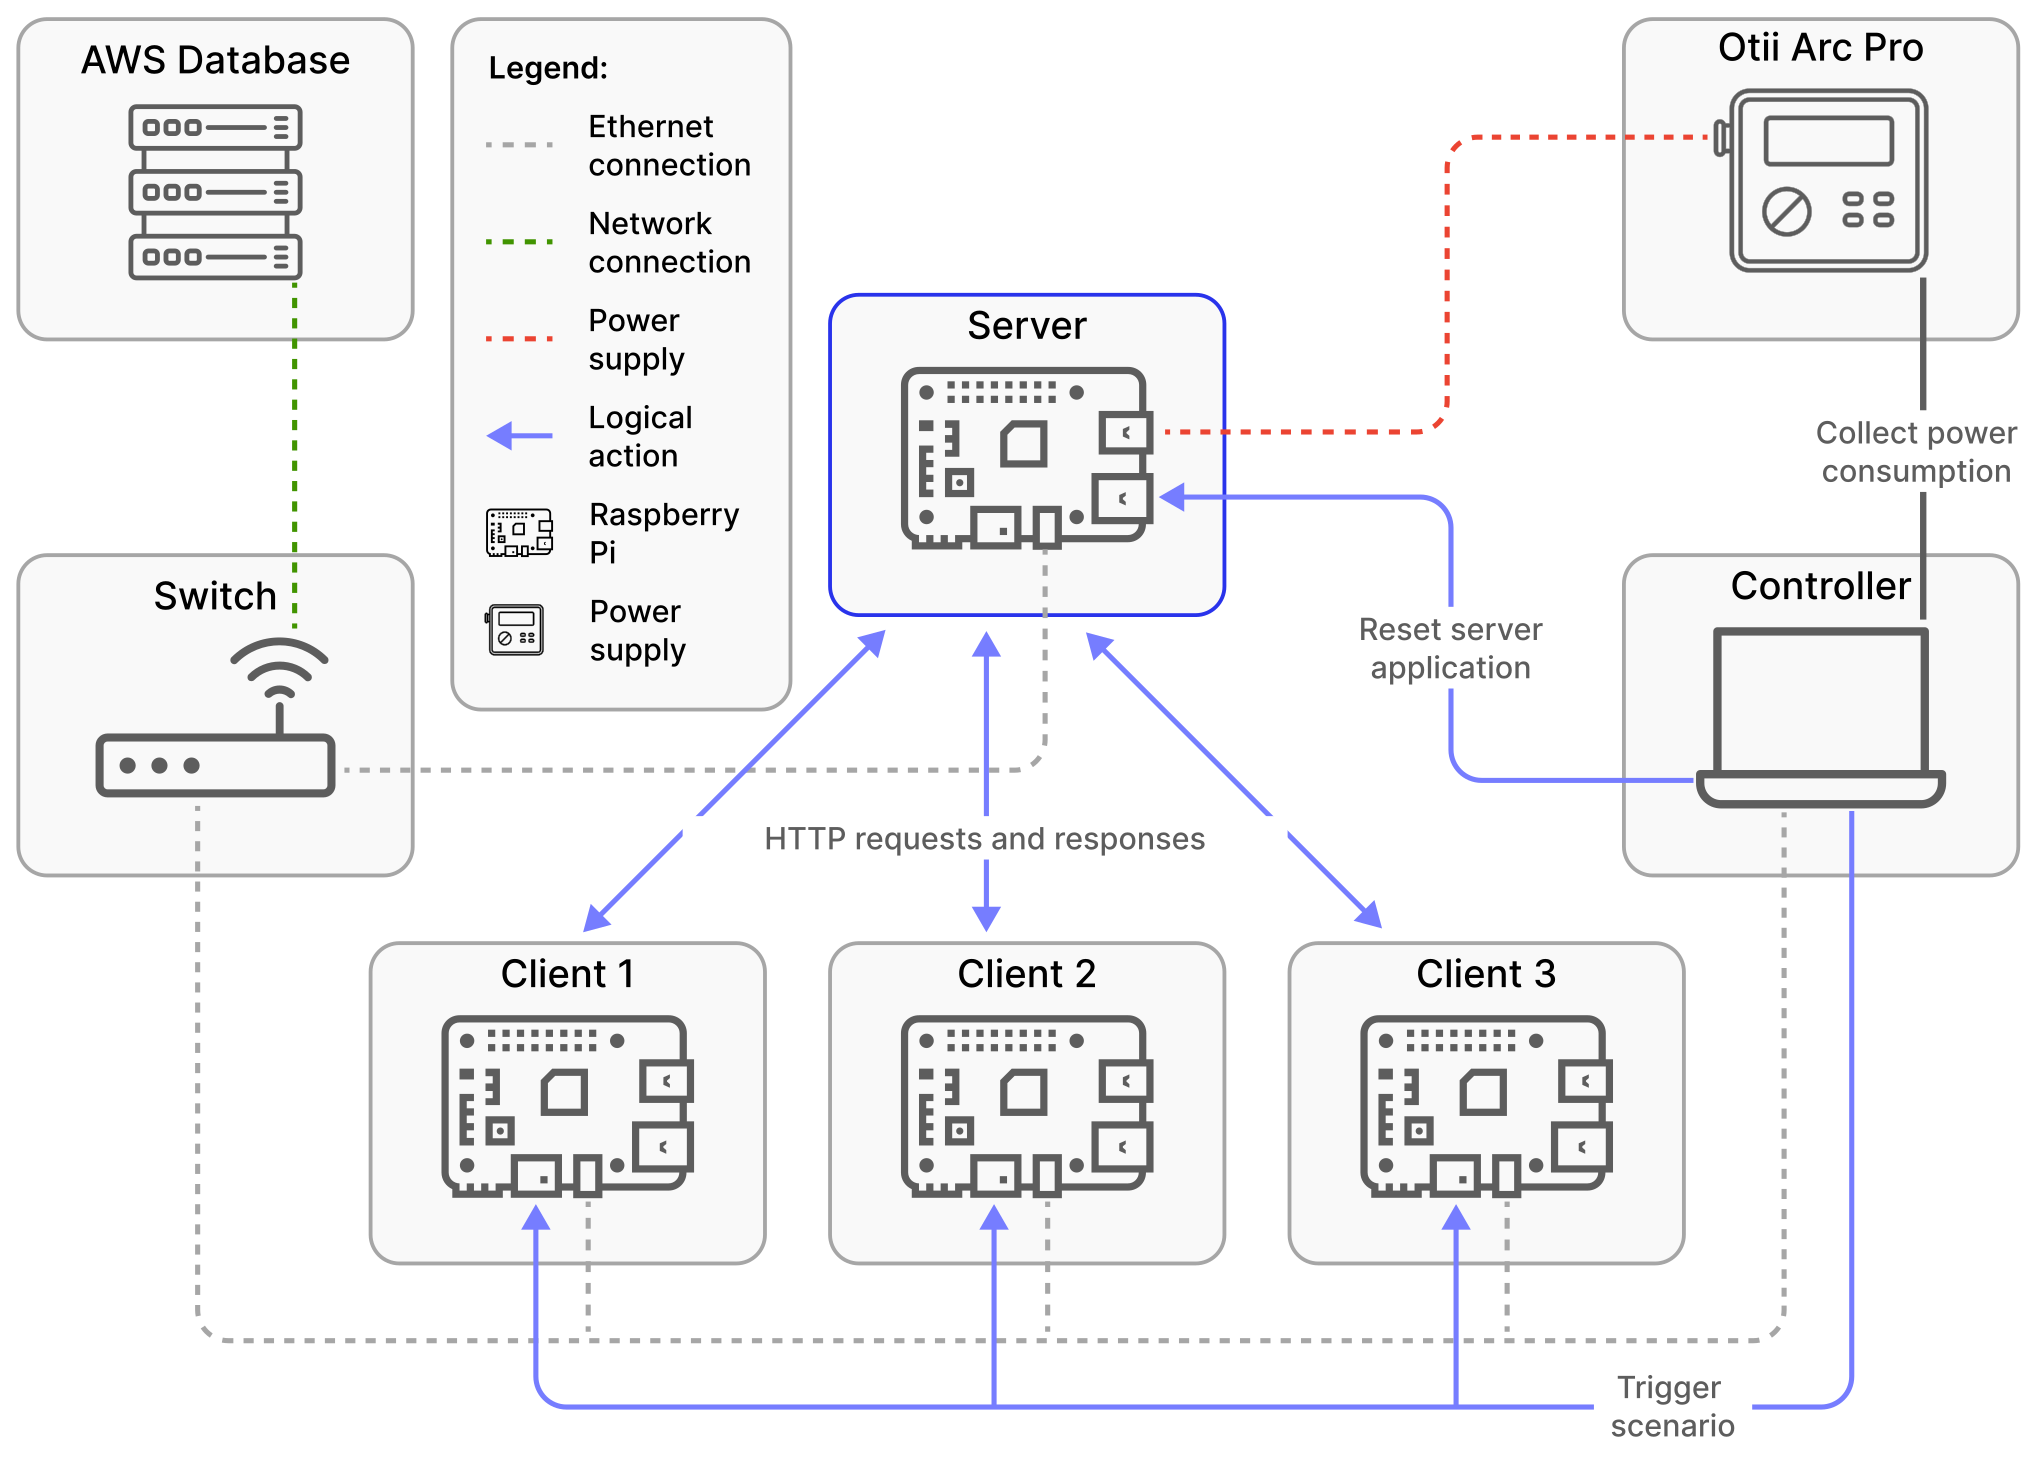 AWS Database
Legend:
Ethernet
connection
Network
connection
Power
supply
Logical
action
Raspberry
Pi
Power
supply
Otii Arc Pro
Server
Collect power
consumption
Switch
Controller
Reset server
application
HTTP requests and responses
Client 1
Client 2
Client 3
Trigger
scenario